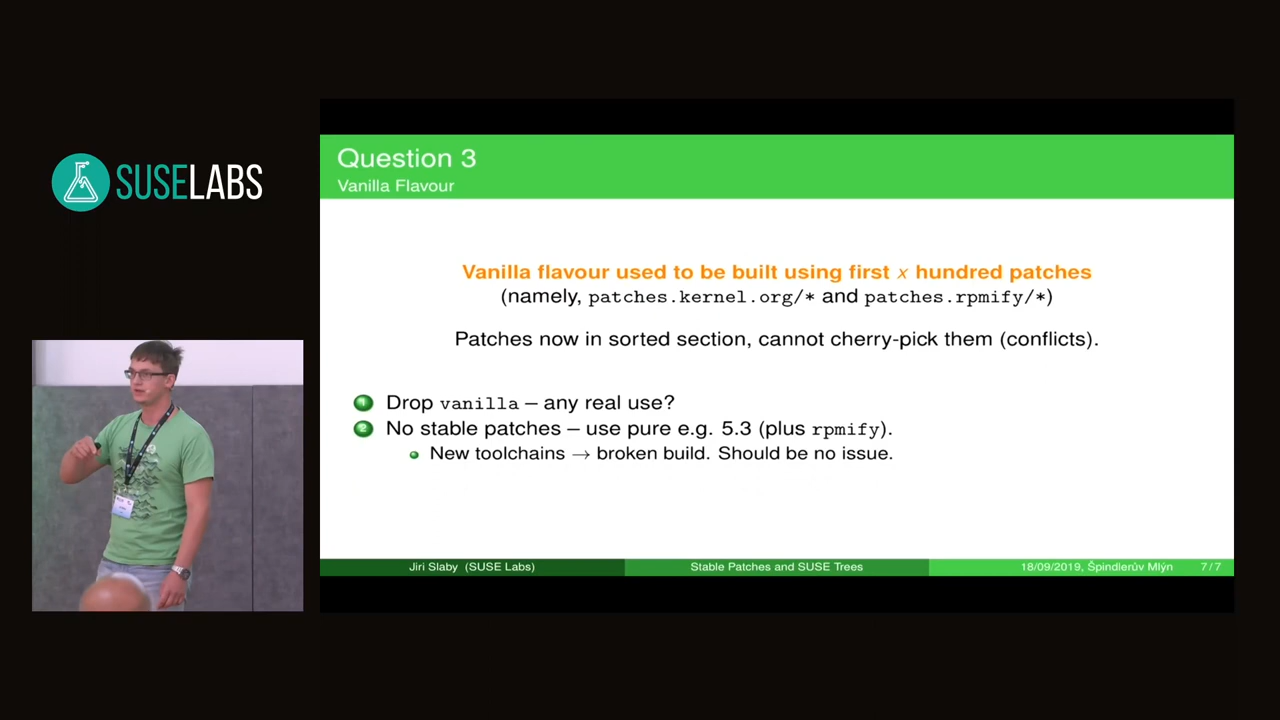 SUSELABS
Question 3
Vanilla Flavour
Vanilla flavour used to be built using first x hundred patches
(namely, patches.kernel.org/* and patches.rpmify/*)
Patches now in sorted section, cannot cherry-pick them (conflicts).
1 Drop vanilla – any real use?
2 No stable patches – use pure e.g. 5.3 (plus rpmify).
New toolchains → broken build. Should be no issue.
Jiri Slaby (SUSE Labs)
Stable Patches and SUSE Trees
18/09/2019, Špindlerův Mlýn
7/7